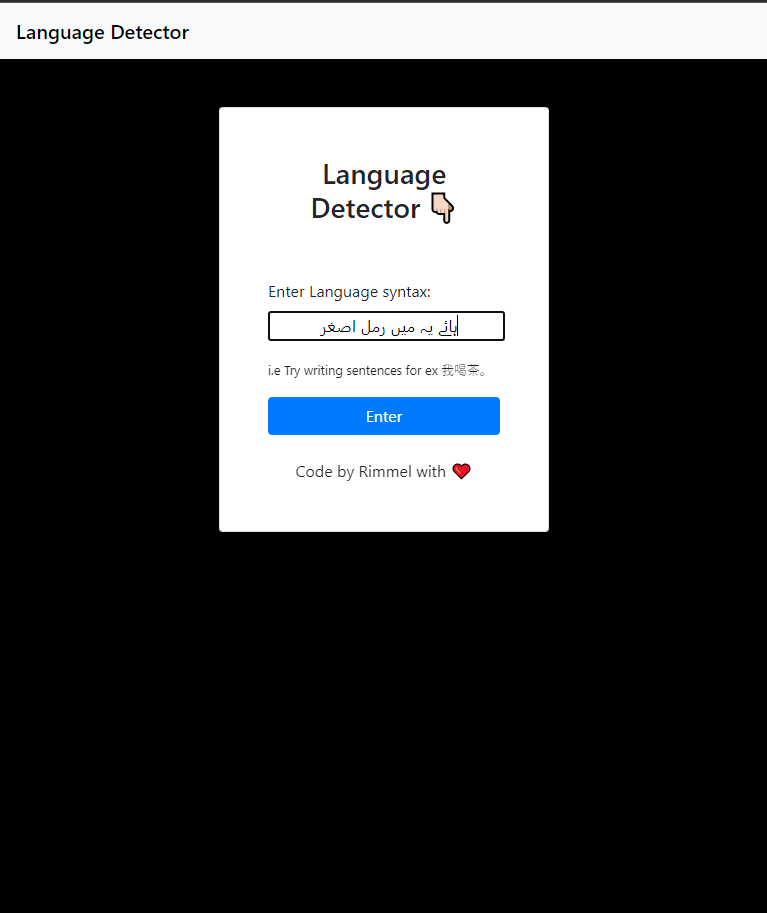 Language Detector
Language
Detector 👇🏻
Enter Language syntax:
ہائے یہ میں رمل اصغر
i.e Try writing sentences for ex 我喝茶。
Enter
Code by Rimmel with ❤️